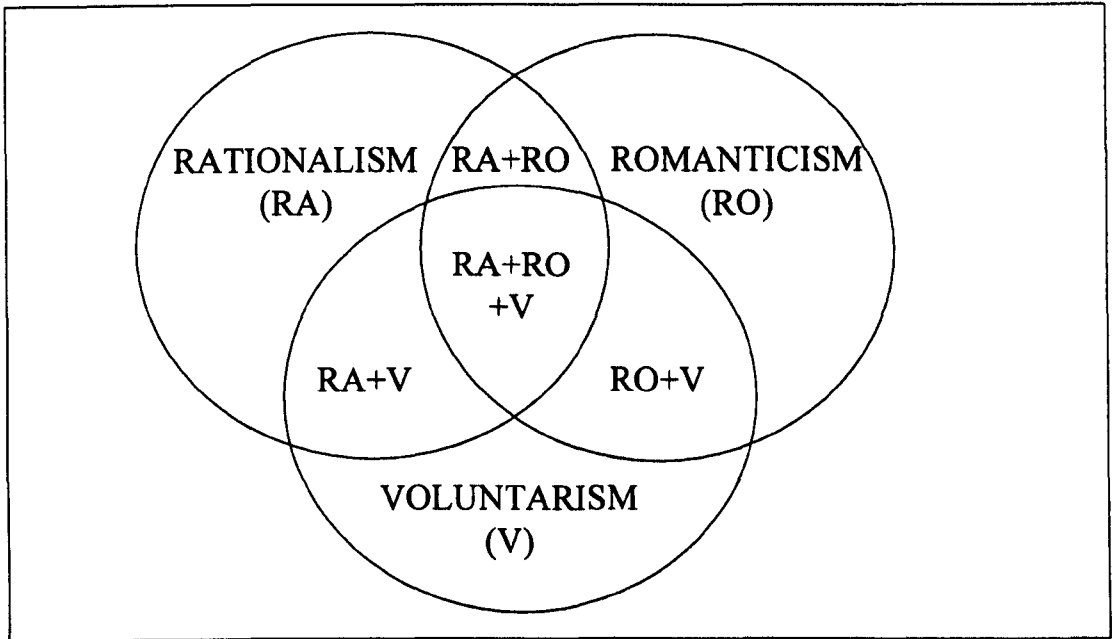 RATIONALISM
(RA)
RA+RO
ROMANTICISM
(RO)
RA+RO
+V
RA+V
RO+V
VOLUNTARISM
(V)